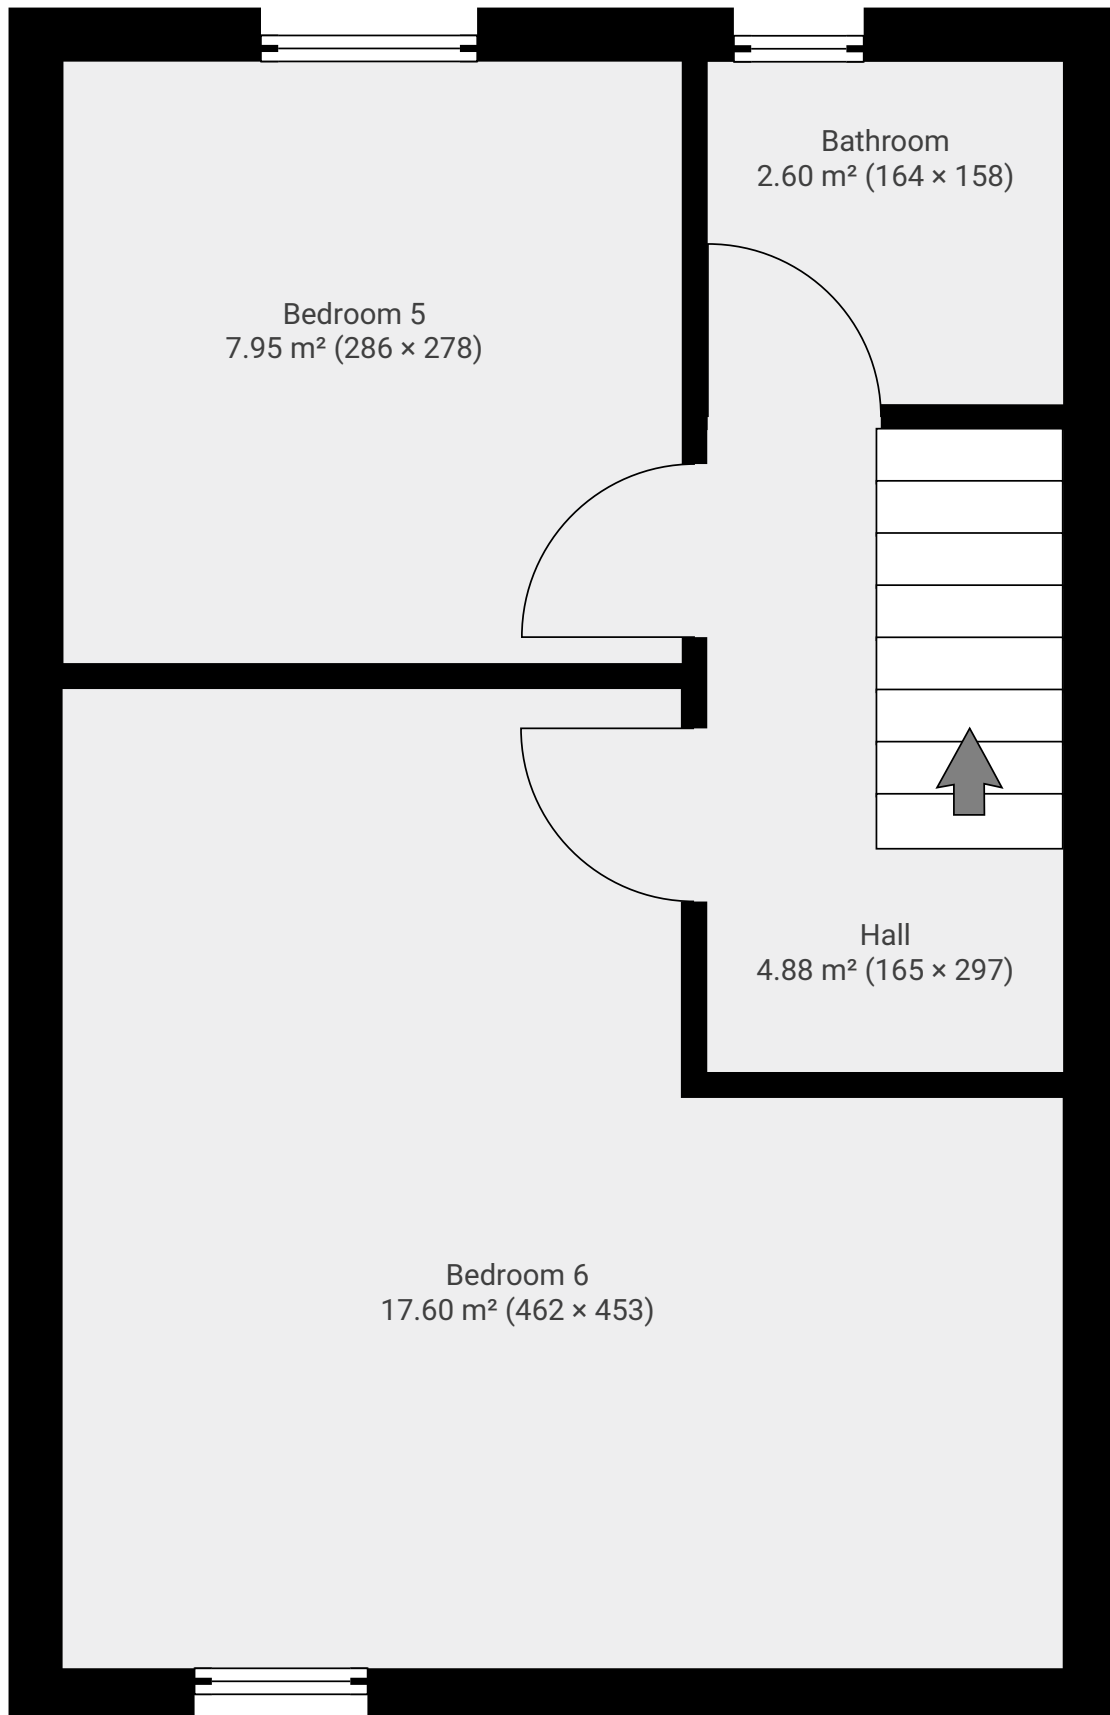 Bathroom
2.60 m² (164 × 158)
Bedroom 5
7.95 m² (286 × 278)
Hall
4.88 m² (165 × 297)
Bedroom 6
17.60 m² (462 × 453)